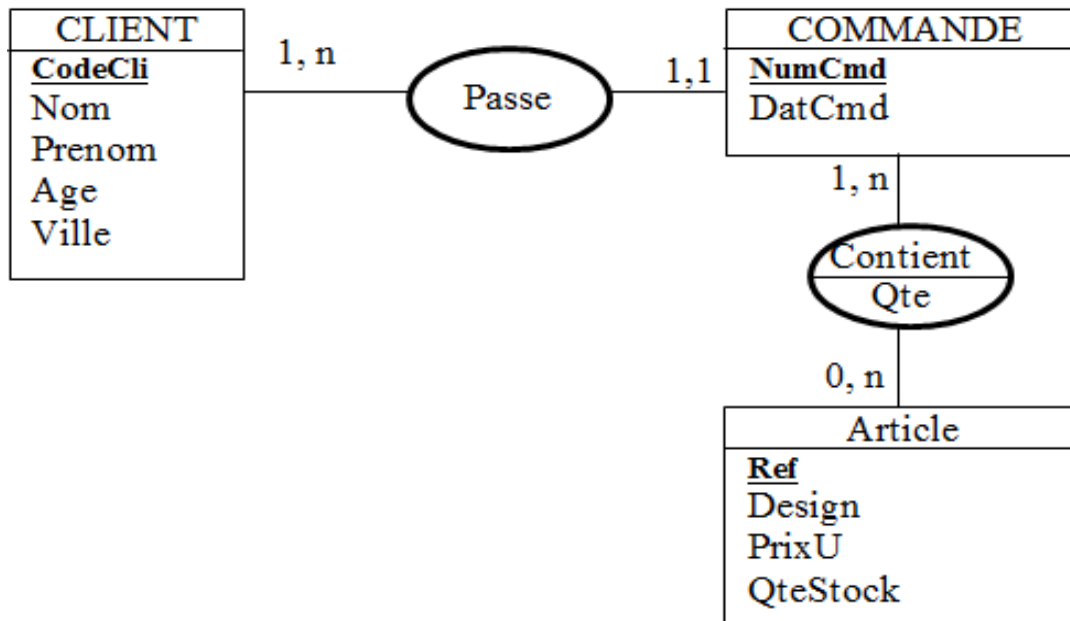 CLIENT
CodeCli
Nom
Prenom
Age
Ville
1, n
Passe
1,1
COMMANDE
NumCmd
DatCmd
1, n
Contient
Qte
0, n
Article
Ref
Design
PrixU
QteStock